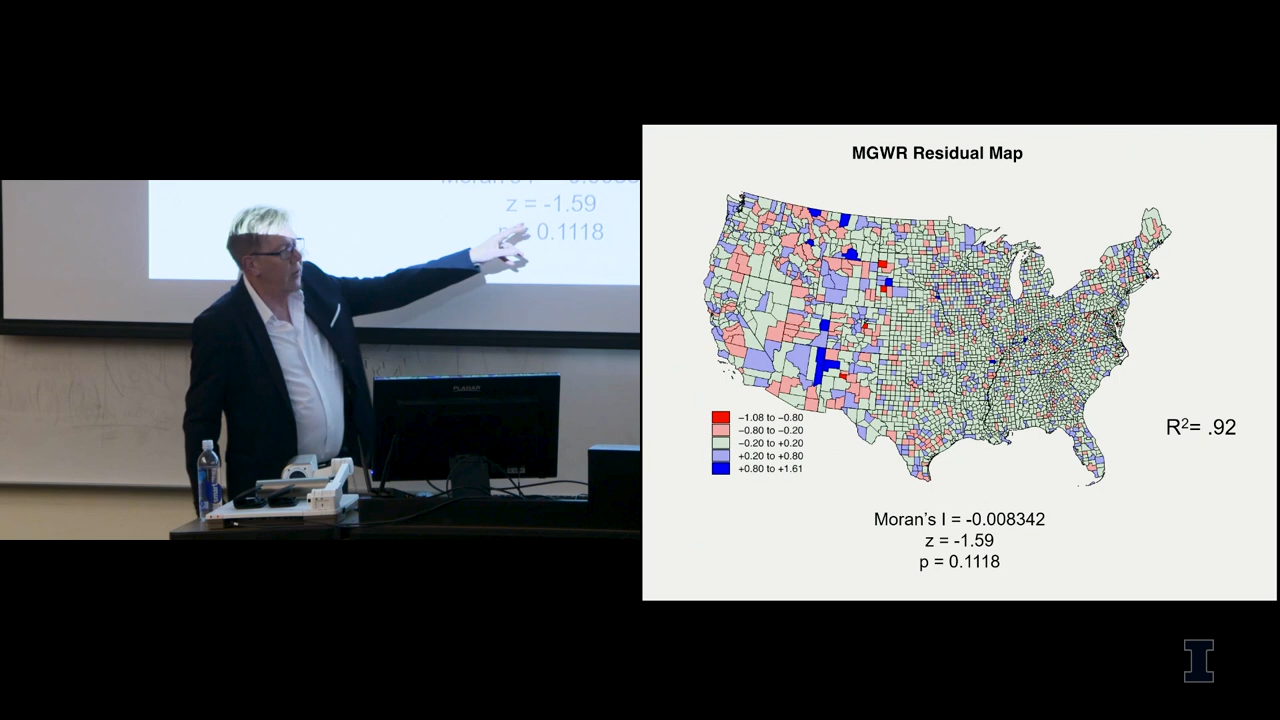 z = -1.59
0.1118
MGWR Residual Map
−1.08 to −0.80
−0.80 to −0.20
−0.20 to +0.20
+0.20 to +0.80
+0.80 to +1.61
R²= .92
Moran's I = -0.008342
z = -1.59
p = 0.1118
I